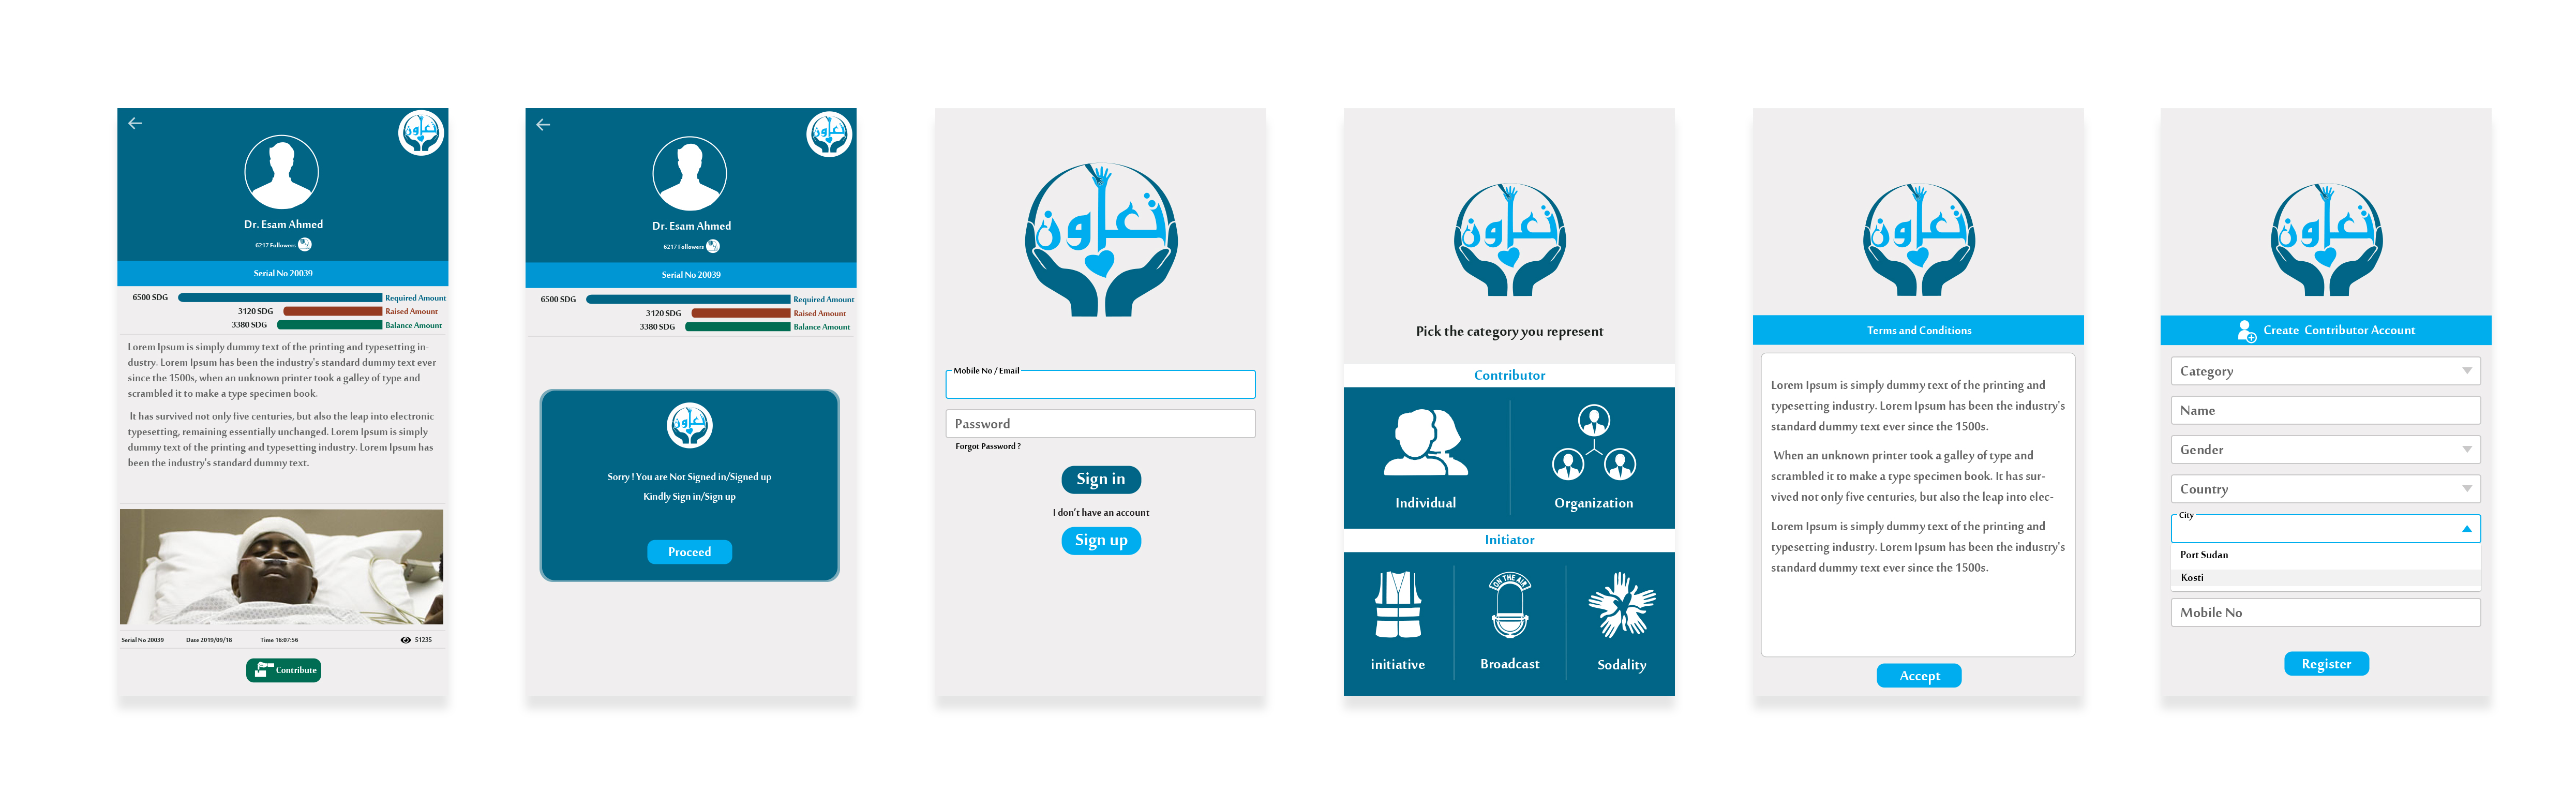 تعاون
Dr. Esam Ahmed
6217 Followers
Serial No 20039
6500 SDG Required Amount
3120 SDG Raised Amount
3380 SDG Balance Amount
Lorem Ipsum is simply dummy text of the printing and typesetting in-
dustry. Lorem Ipsum has been the industry's standard dummy text ever
since the 1500s, when an unknown printer took a galley of type and
scrambled it to make a type specimen book.
It has survived not only five centuries, but also the leap into electronic
typesetting, remaining essentially unchanged. Lorem Ipsum is simply
dummy text of the printing and typesetting industry. Lorem Ipsum has
been the industry's standard dummy text.
Serial No 20039 Date 2019/09/18 Time 16:07:56 51235
Contribute
تعاون
Dr. Esam Ahmed
6217 Followers
Serial No 20039
6500 SDG Required Amount
3120 SDG Raised Amount
3380 SDG Balance Amount
تعاون
Sorry ! You are Not Signed in/Signed up
Kindly Sign in/Sign up
Proceed
تعاون
Mobile No / Email
Password
Forgot Password ?
Sign in
I don't have an account
Sign up
تعاون
Pick the category you represent
Contributor
Individual Organization
Initiator
ON THE AIR
initiative Broadcast Sodality
تعاون
Terms and Conditions
Lorem Ipsum is simply dummy text of the printing and
typesetting industry. Lorem Ipsum has been the industry's
standard dummy text ever since the 1500s.
When an unknown printer took a galley of type and
scrambled it to make a type specimen book. It has sur-
vived not only five centuries, but also the leap into elec-
Lorem Ipsum is simply dummy text of the printing and
typesetting industry. Lorem Ipsum has been the industry's
standard dummy text ever since the 1500s.
Accept
تعاون
Create Contributor Account
Category
Name
Gender
Country
City
Port Sudan
Kosti
Mobile No
Register